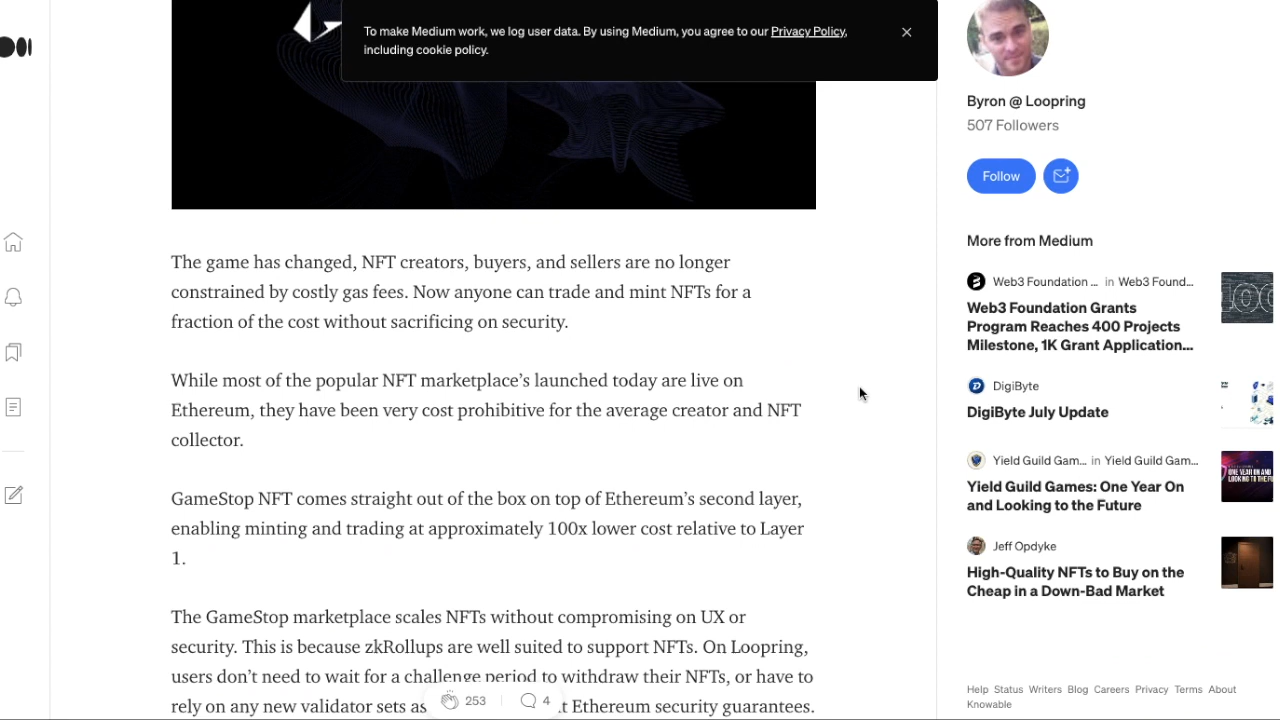 To make Medium work, we log user data. By using Medium, you agree to our Privacy Policy,
including cookie policy.
The game has changed, NFT creators, buyers, and sellers are no longer
constrained by costly gas fees. Now anyone can trade and mint NFTs for a
fraction of the cost without sacrificing on security.
While most of the popular NFT marketplace’s launched today are live on
Ethereum, they have been very cost prohibitive for the average creator and NFT
collector.
GameStop NFT comes straight out of the box on top of Ethereum’s second layer,
enabling minting and trading at approximately 100x lower cost relative to Layer
1.
The GameStop marketplace scales NFTs without compromising on UX or
security. This is because zkRollups are well suited to support NFTs. On Loopring,
users don’t need to wait for a challenge period to withdraw their NFTs, or have to
rely on any new validator sets as Ethereum security guarantees.
253
4
Byron @ Loopring
507 Followers
Follow
More from Medium
Web3 Foundation ... in Web3 Found...
Web3 Foundation Grants
Program Reaches 400 Projects
Milestone, 1K Grant Application...
DigiByte
DigiByte July Update
Yield Guild Gam... in Yield Guild Gam...
Yield Guild Games: One Year On
and Looking to the Future
Jeff Opdyke
High-Quality NFTs to Buy on the
Cheap in a Down-Bad Market
Help Status Writers Blog Careers Privacy Terms About
Knowable